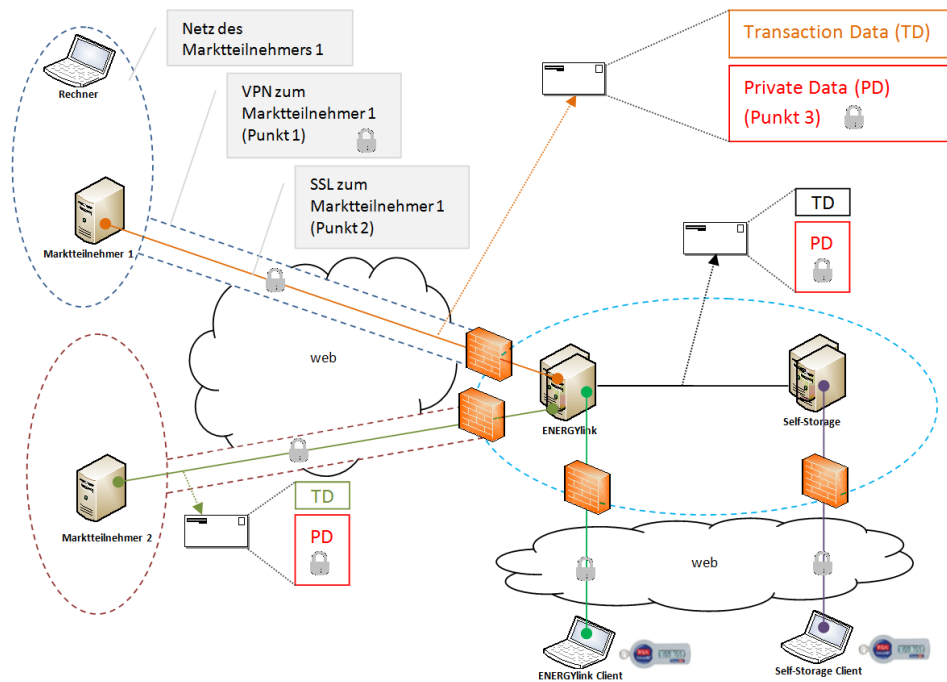 Netz des
Marktteilnehmers 1
Transaction Data (TD)
Private Data (PD)
(Punkt 3)
Rechner
VPN zum
Marktteilnehmer 1
(Punkt 1)
SSL zum
Marktteilnehmer 1
(Punkt 2)
TD
PD
Marktteilnehmer 1
web
ENERGYlink
Self-Storage
Marktteilnehmer 2
TD
PD
web
ENERGYlink Client
Self-Storage Client